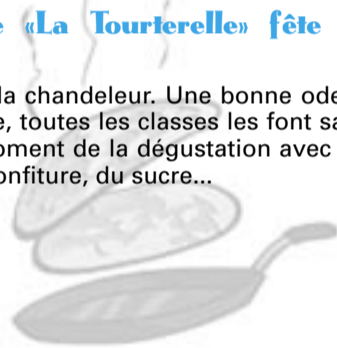 «La Tourterelle» fête
la chandeleur. Une bonne ode
, toutes les classes les font sa
oment de la dégustation avec
onfiture, du sucre...